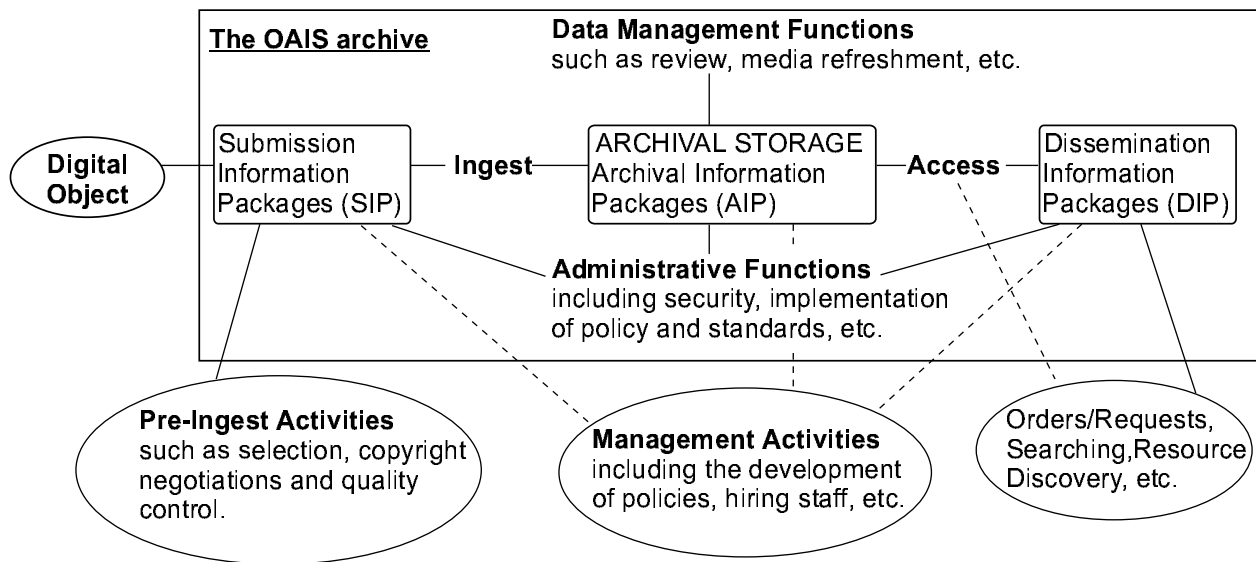 The OAIS archive
Data Management Functions
such as review, media refreshment, etc.
Digital
Object
Submission
Information
Packages (SIP)
Ingest
ARCHIVAL STORAGE
Archival Information
Packages (AIP)
Access
Dissemination
Information
Packages (DIP)
Administrative Functions
including security, implementation
of policy and standards, etc.
Pre-Ingest Activities
such as selection, copyright
negotiations and quality
control.
Management Activities
including the development
of policies, hiring staff, etc.
Orders/Requests,
Searching,Resource
Discovery, etc.